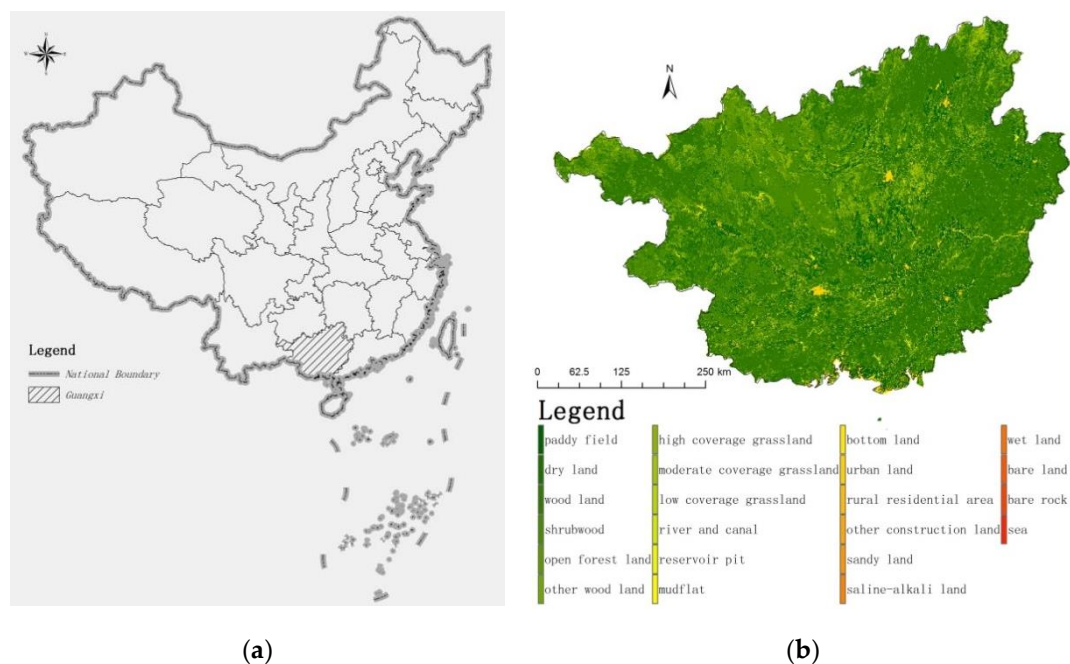 Legend
National Boundary
Guangxi
(a)
N
0 62.5 125 250 km
Legend
paddy field
dry land
wood land
shrubwood
open forest land
other wood land
high coverage grassland
moderate coverage grassland
low coverage grassland
river and canal
reservoir pit
mudflat
bottom land
urban land
rural residential area
other construction land
sandy land
saline-alkali land
wet land
bare land
bare rock
sea
(b)